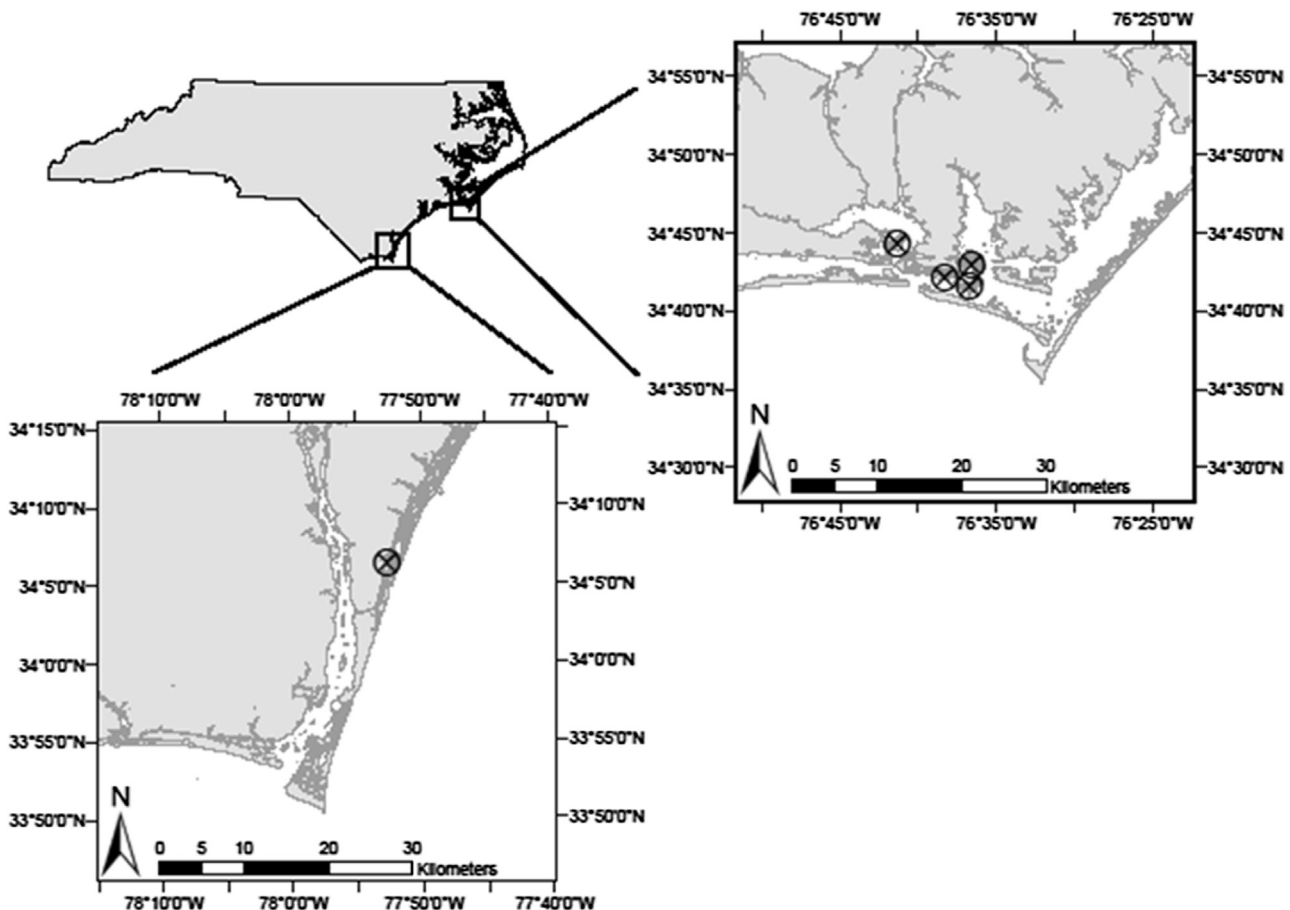 76°45'0"W 76°35'0"W 76°25'0"W
34°55'0"N 34°55'0"N
34°50'0"N 34°50'0"N
34°45'0"N 34°45'0"N
34°40'0"N 34°40'0"N
34°35'0"N 34°35'0"N
34°30'0"N 34°30'0"N
N
0 5 10 20 30
Kilometers
76°45'0"W 76°35'0"W 76°25'0"W
78°10'0"W 78°0'0"W 77°50'0"W 77°40'0"W
34°15'0"N
34°10'0"N 34°10'0"N
34°5'0"N 34°5'0"N
34°0'0"N 34°0'0"N
33°55'0"N 33°55'0"N
33°50'0"N 33°50'0"N
N
0 5 10 20 30
Kilometers
78°10'0"W 78°0'0"W 77°50'0"W 77°40'0"W